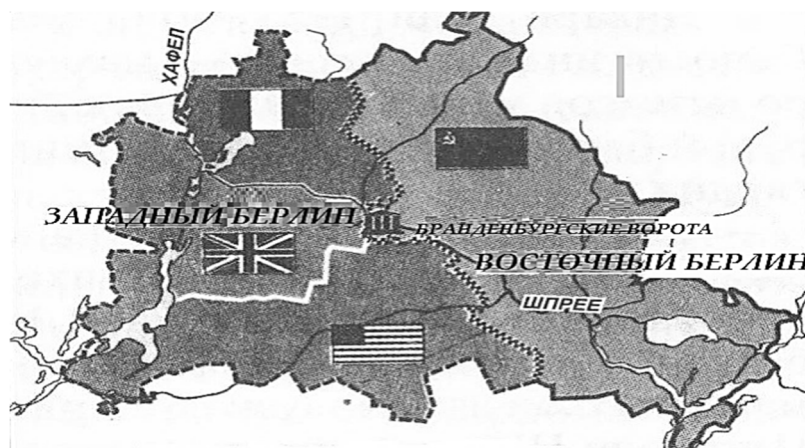 ХАФЕЛ
ЗАПАДНЫЙ БЕРЛИН
БРАНДЕНБУРГСКИЕ ВОРОТА
ВОСТОЧНЫЙ БЕРЛИН
ШПРЕЕ